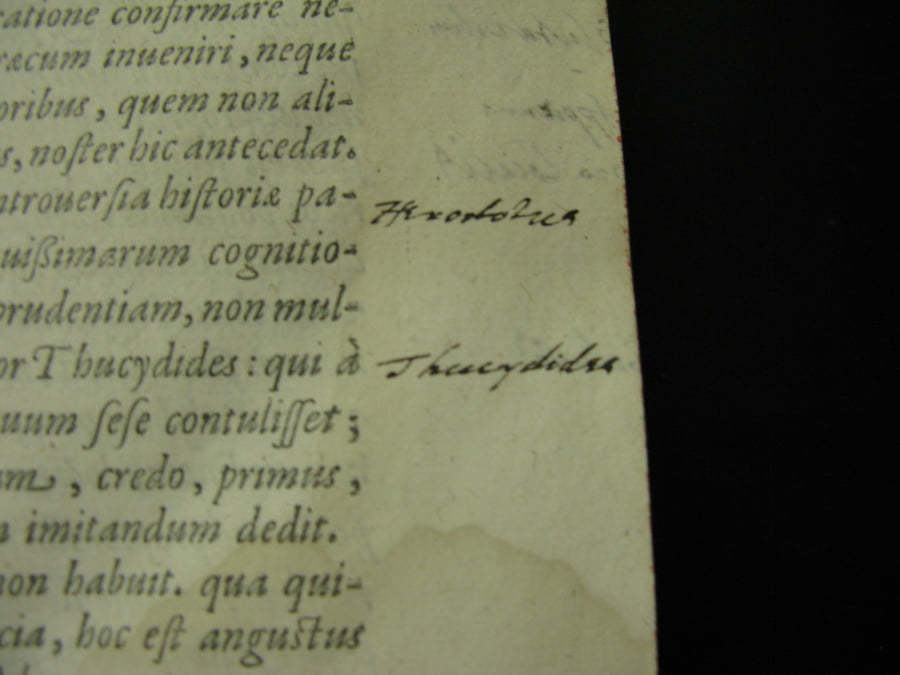 ratione confirmare ne-
ræcum inueniri, neque
oribus, quem non ali-
s, noſter hic antecedat.
ntrouerſia hiſtoriæ pa-
Herodotus
uißimarum cognitio-
prudentiam, non mul-
or Thucydides: qui à
Thucydides
uum ſeſe contuliſſet;
um, credo, primus,
n imitandum dedit.
non habuit. qua qui-
cia, hoc eſt anguſtus